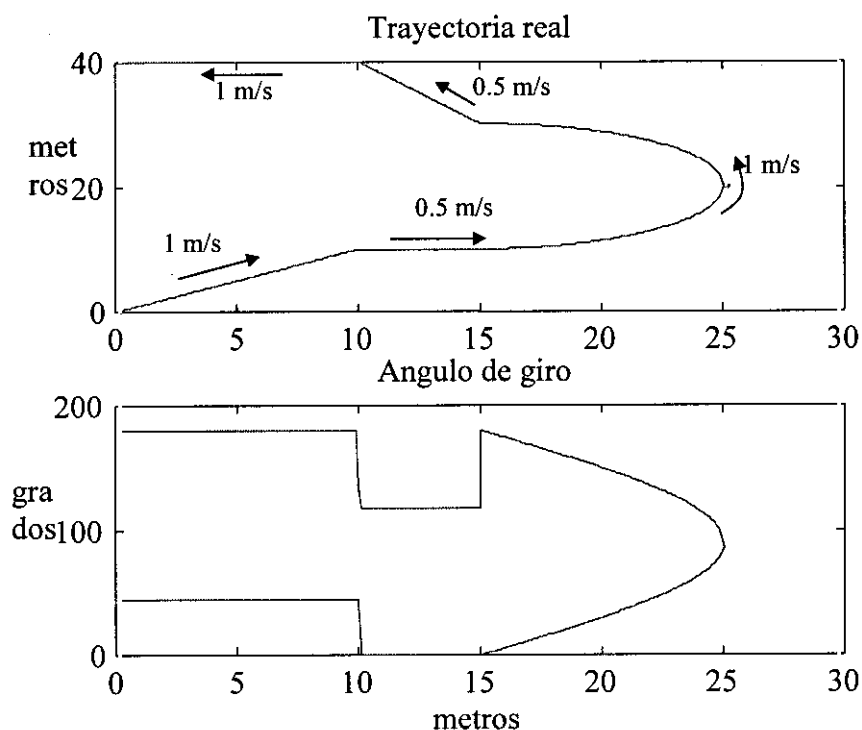 Trayectoria real
40
1 m/s
0.5 m/s
met
ros
20
1 m/s
0.5 m/s
1 m/s
0
0 5 10 15 20 25 30
Angulo de giro
200
gra
dos
100
0
0 5 10 15 20 25 30
metros